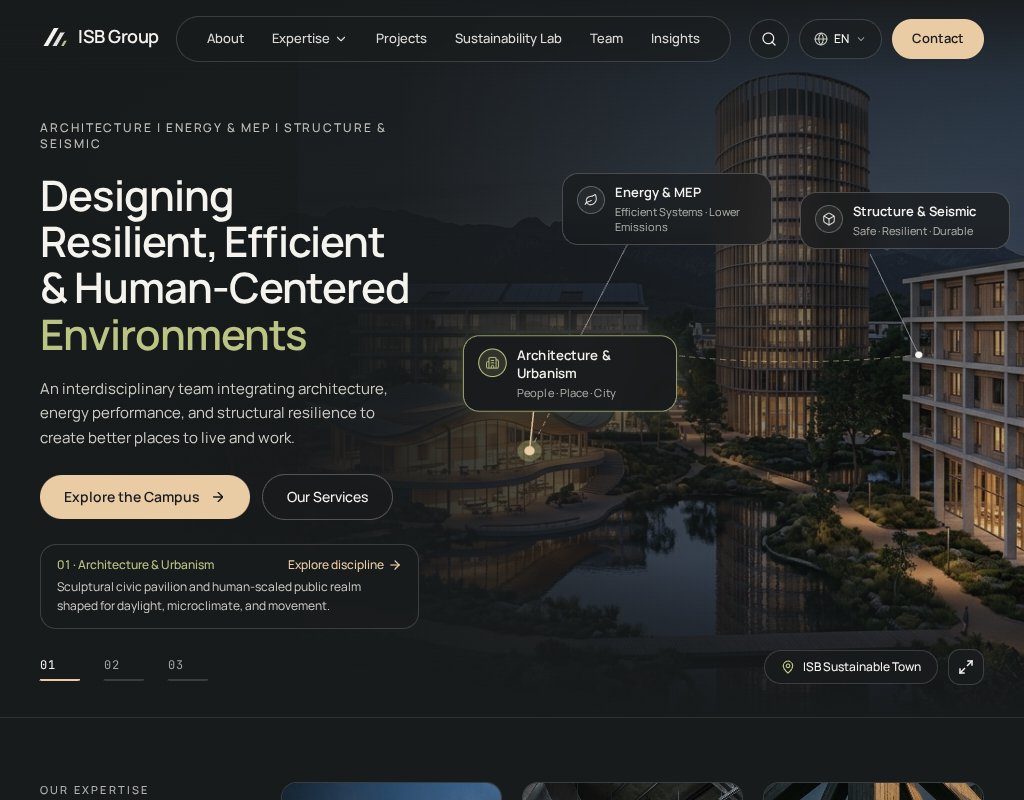 ISB Group
About
Expertise
Projects
Sustainability Lab
Team
Insights
EN
Contact
ARCHITECTURE | ENERGY & MEP | STRUCTURE &
SEISMIC
Designing
Resilient, Efficient
& Human-Centered
Environments
An interdisciplinary team integrating architecture,
energy performance, and structural resilience to
create better places to live and work.
Explore the Campus
Our Services
01 · Architecture & Urbanism
Explore discipline
Sculptural civic pavilion and human-scaled public realm
shaped for daylight, microclimate, and movement.
01
02
03
Energy & MEP
Efficient Systems · Lower
Emissions
Structure & Seismic
Safe · Resilient · Durable
Architecture &
Urbanism
People · Place · City
ISB Sustainable Town
OUR EXPERTISE